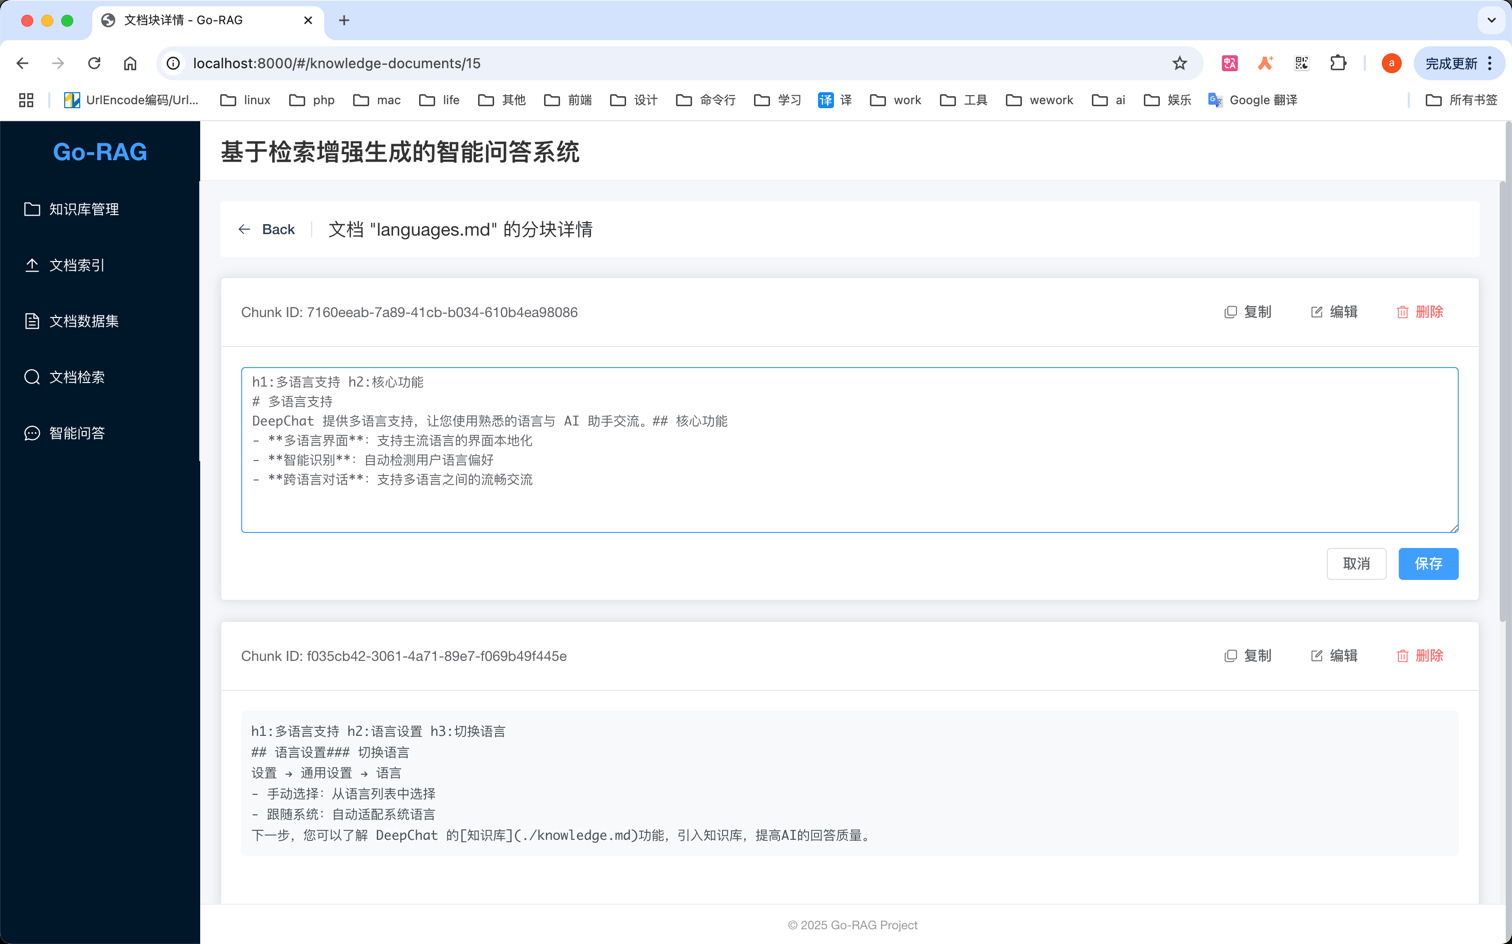 文档块详情 - Go-RAG
localhost:8000/#/knowledge-documents/15
a
完成更新
UrlEncode编码/Url...
linux
php
mac
life
其他
前端
设计
命令行
学习
译 译
work
工具
wework
ai
娱乐
Google 翻译
所有书签
Go-RAG
知识库管理
文档索引
文档数据集
文档检索
智能问答
基于检索增强生成的智能问答系统
Back
文档 "languages.md" 的分块详情
Chunk ID: 7160eeab-7a89-41cb-b034-610b4ea98086
复制
编辑
删除
h1:多语言支持 h2:核心功能
# 多语言支持
DeepChat 提供多语言支持，让您使用熟悉的语言与 AI 助手交流。## 核心功能
- **多语言界面**：支持主流语言的界面本地化
- **智能识别**：自动检测用户语言偏好
- **跨语言对话**：支持多语言之间的流畅交流
取消
保存
Chunk ID: f035cb42-3061-4a71-89e7-f069b49f445e
复制
编辑
删除
h1:多语言支持 h2:语言设置 h3:切换语言
## 语言设置### 切换语言
设置 → 通用设置 → 语言
- 手动选择：从语言列表中选择
- 跟随系统：自动适配系统语言
下一步，您可以了解 DeepChat 的[知识库](./knowledge.md)功能，引入知识库，提高AI的回答质量。
© 2025 Go-RAG Project